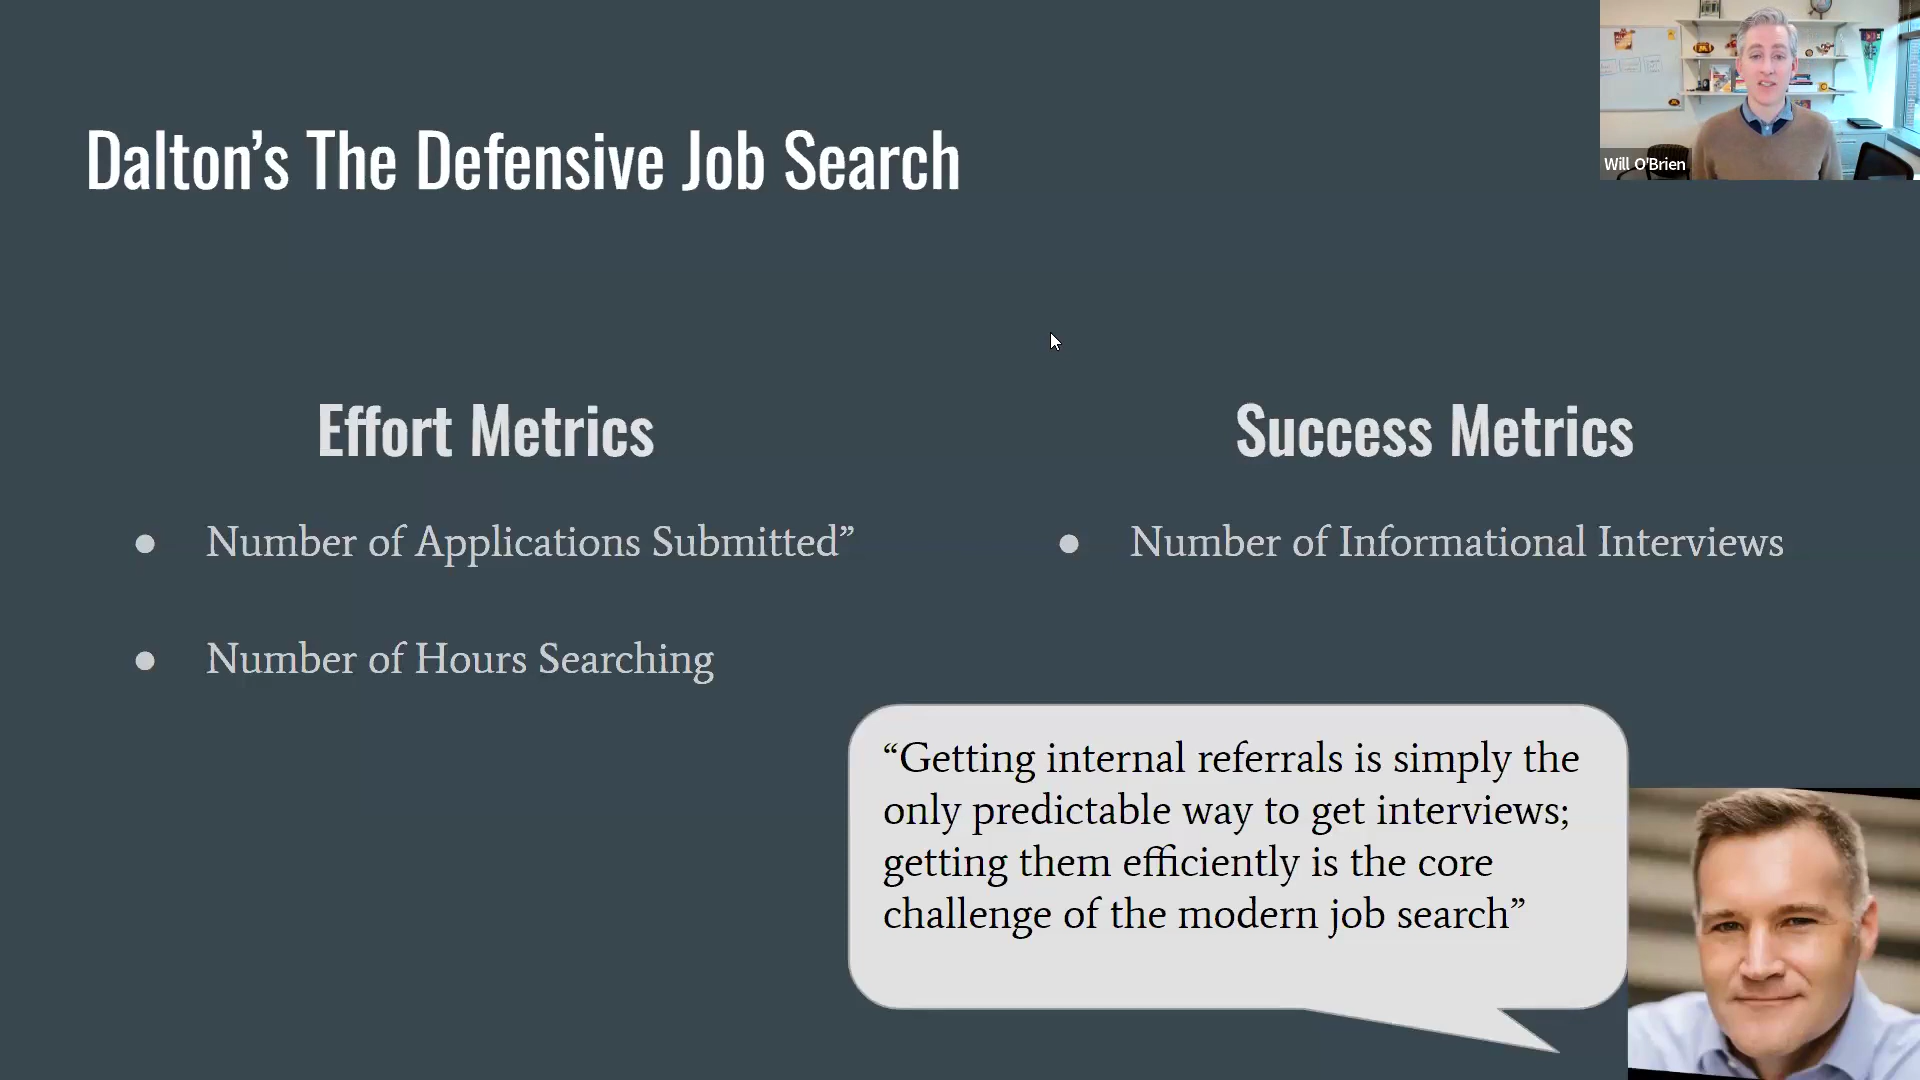 Dalton’s The Defensive Job Search
Will O'Brien
Effort Metrics
● Number of Applications Submitted”
● Number of Hours Searching
Success Metrics
● Number of Informational Interviews
“Getting internal referrals is simply the
only predictable way to get interviews;
getting them efficiently is the core
challenge of the modern job search”